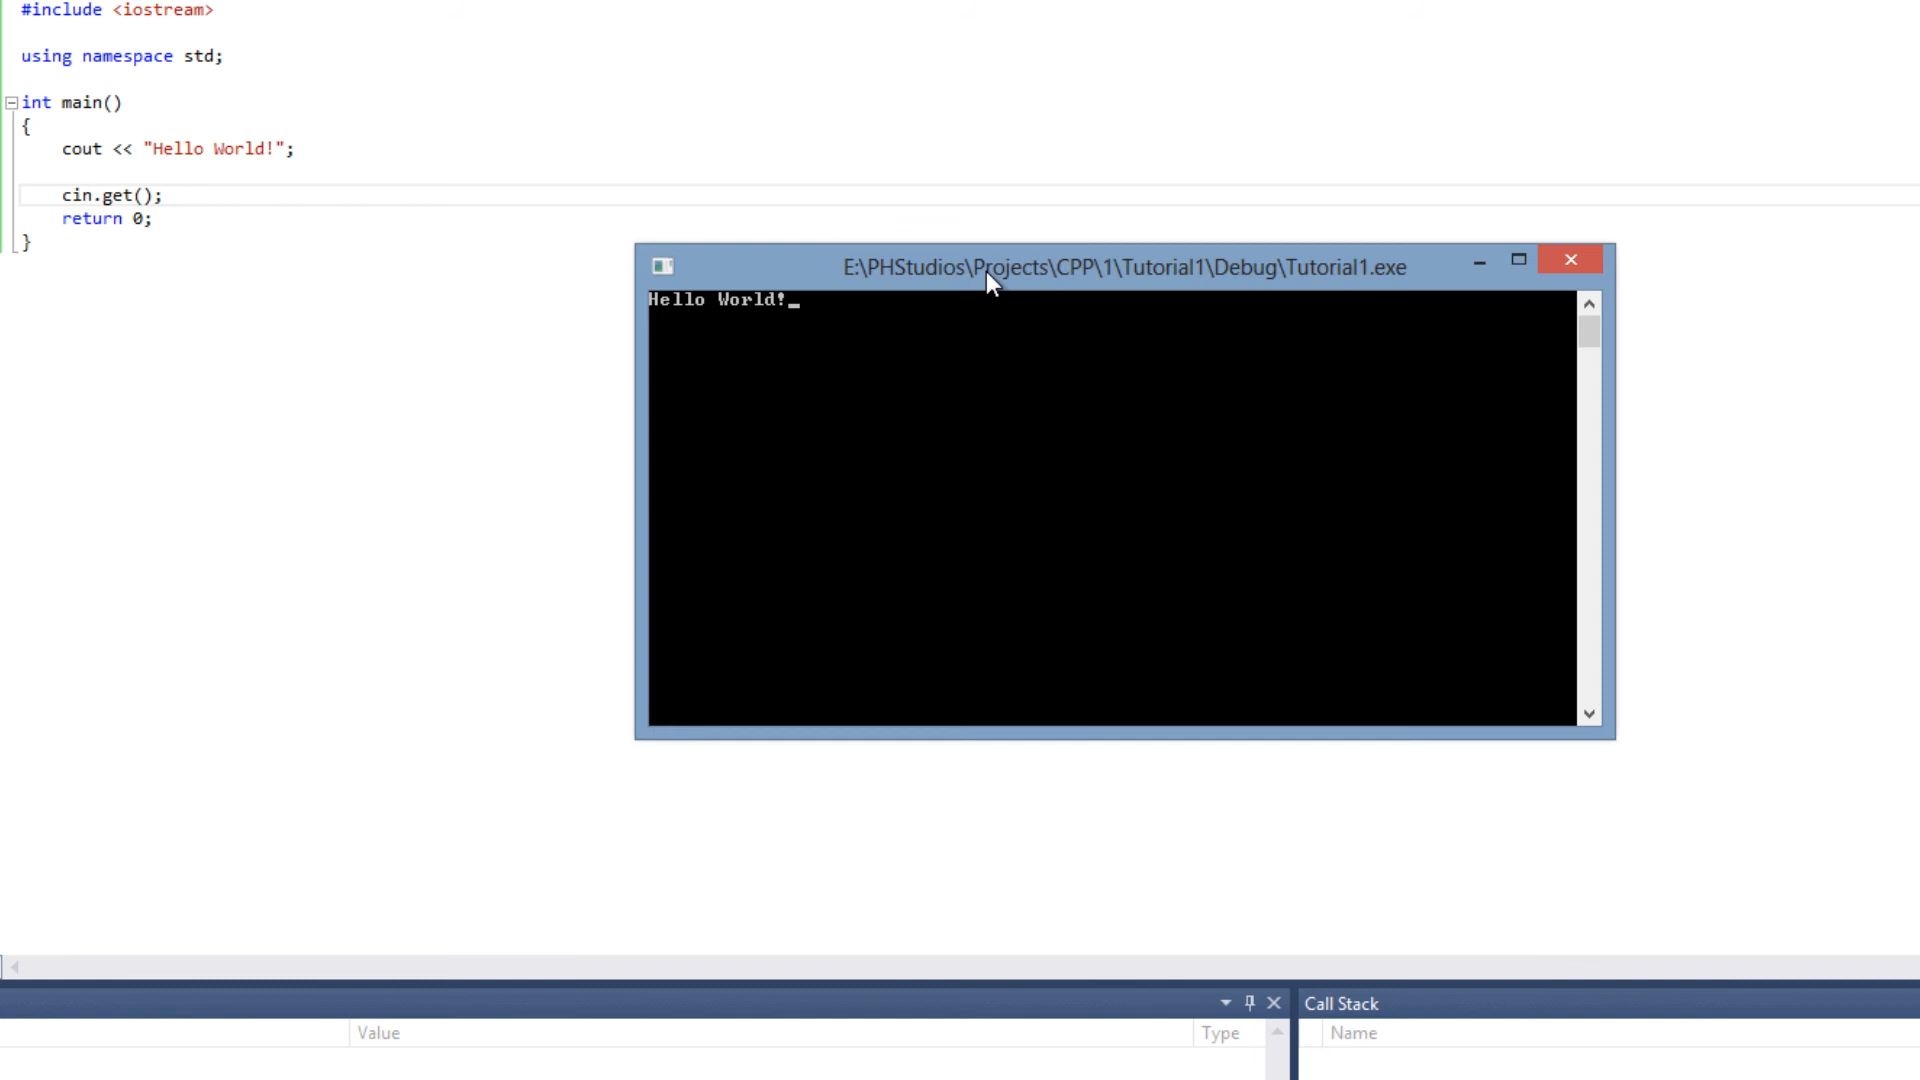 #include <iostream>
using namespace std;
int main()
{
cout << "Hello World!";
cin.get();
return 0;
}
E:\PHStudios\Projects\CPP\1\Tutorial1\Debug\Tutorial1.exe
Hello World!_
Call Stack
Value Type Name